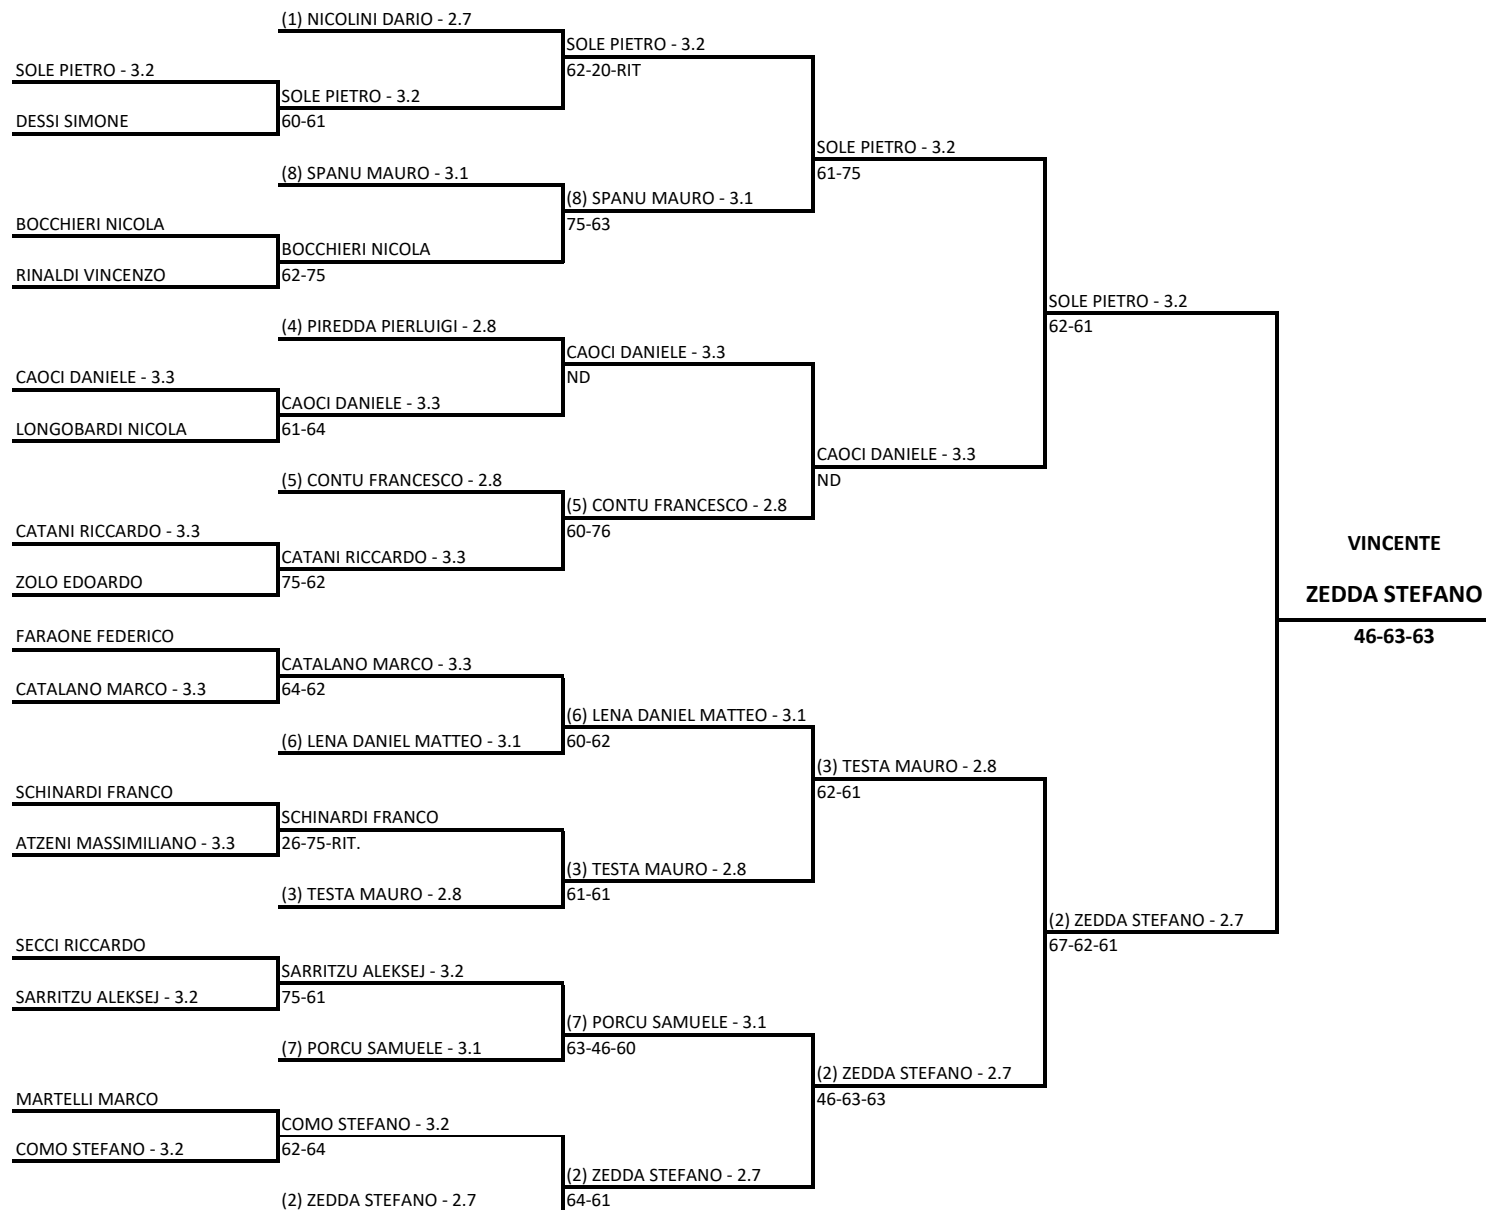 (1) NICOLINI DARIO - 2.7
SOLE PIETRO - 3.2
SOLE PIETRO - 3.2
62-20-RIT
SOLE PIETRO - 3.2
DESSI SIMONE
60-61
SOLE PIETRO - 3.2
(8) SPANU MAURO - 3.1
61-75
(8) SPANU MAURO - 3.1
BOCCHIERI NICOLA
75-63
BOCCHIERI NICOLA
RINALDI VINCENZO
62-75
SOLE PIETRO - 3.2
(4) PIREDDA PIERLUIGI - 2.8
62-61
CAOCI DANIELE - 3.3
CAOCI DANIELE - 3.3
ND
CAOCI DANIELE - 3.3
LONGOBARDI NICOLA
61-64
CAOCI DANIELE - 3.3
(5) CONTU FRANCESCO - 2.8
ND
(5) CONTU FRANCESCO - 2.8
CATANI RICCARDO - 3.3
60-76
VINCENTE
CATANI RICCARDO - 3.3
ZOLO EDOARDO
75-62
ZEDDA STEFANO
FARAONE FEDERICO
46-63-63
CATALANO MARCO - 3.3
CATALANO MARCO - 3.3
64-62
(6) LENA DANIEL MATTEO - 3.1
(6) LENA DANIEL MATTEO - 3.1
60-62
(3) TESTA MAURO - 2.8
SCHINARDI FRANCO
62-61
SCHINARDI FRANCO
ATZENI MASSIMILIANO - 3.3
26-75-RIT.
(3) TESTA MAURO - 2.8
(3) TESTA MAURO - 2.8
61-61
(2) ZEDDA STEFANO - 2.7
SECCI RICCARDO
67-62-61
SARRITZU ALEKSEJ - 3.2
SARRITZU ALEKSEJ - 3.2
75-61
(7) PORCU SAMUELE - 3.1
(7) PORCU SAMUELE - 3.1
63-46-60
(2) ZEDDA STEFANO - 2.7
MARTELLI MARCO
46-63-63
COMO STEFANO - 3.2
COMO STEFANO - 3.2
62-64
(2) ZEDDA STEFANO - 2.7
(2) ZEDDA STEFANO - 2.7
64-61